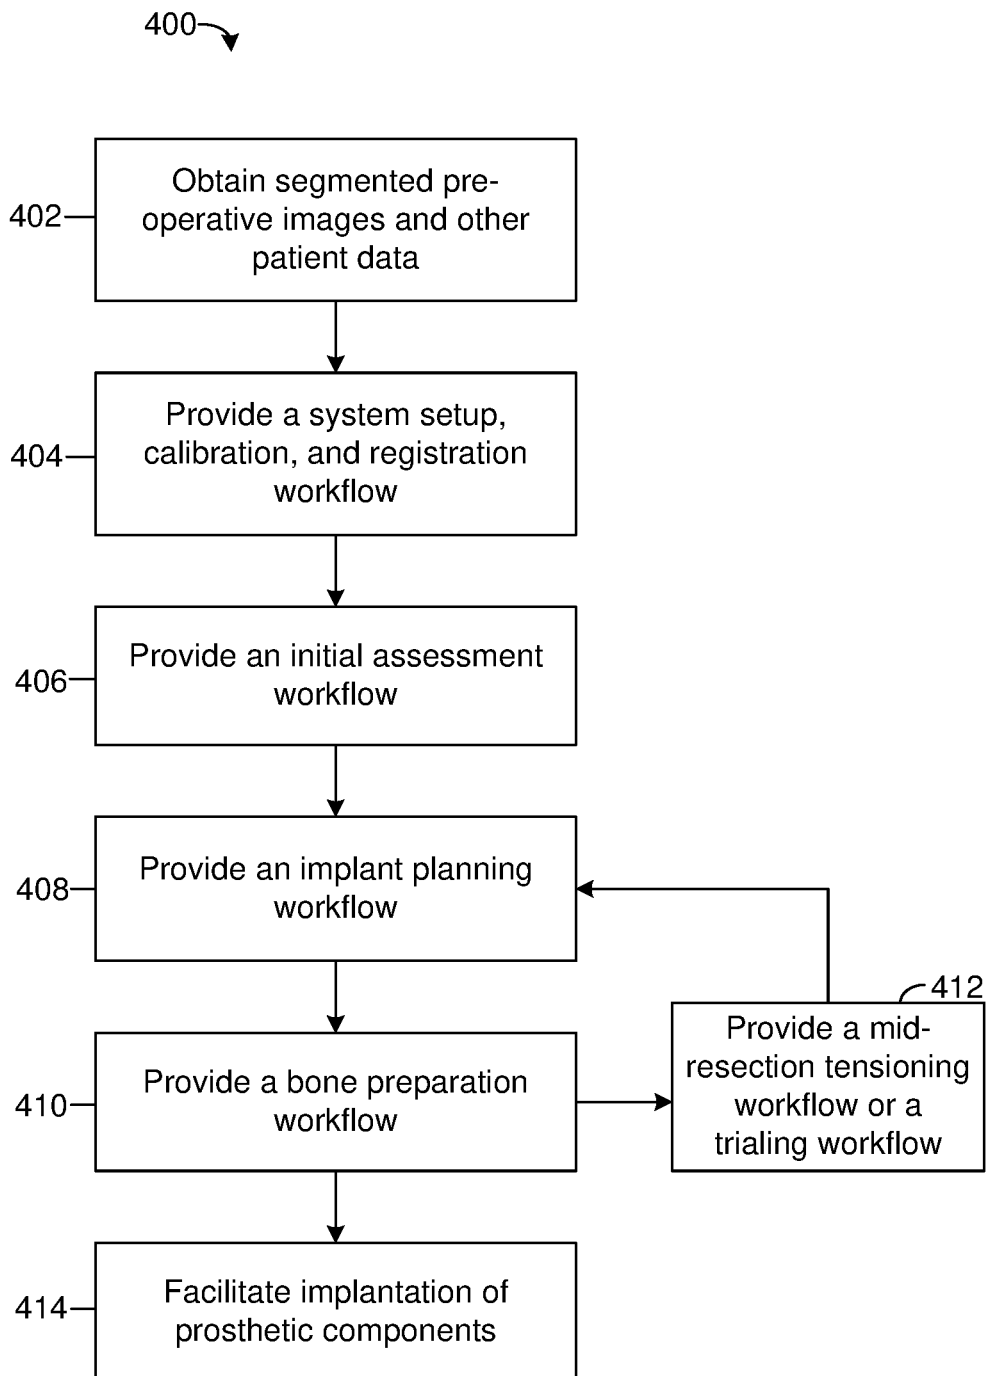 400
402
Obtain segmented pre-
operative images and other
patient data
404
Provide a system setup,
calibration, and registration
workflow
406
Provide an initial assessment
workflow
408
Provide an implant planning
workflow
410
Provide a bone preparation
workflow
412
Provide a mid-
resection tensioning
workflow or a
trialing workflow
414
Facilitate implantation of
prosthetic components